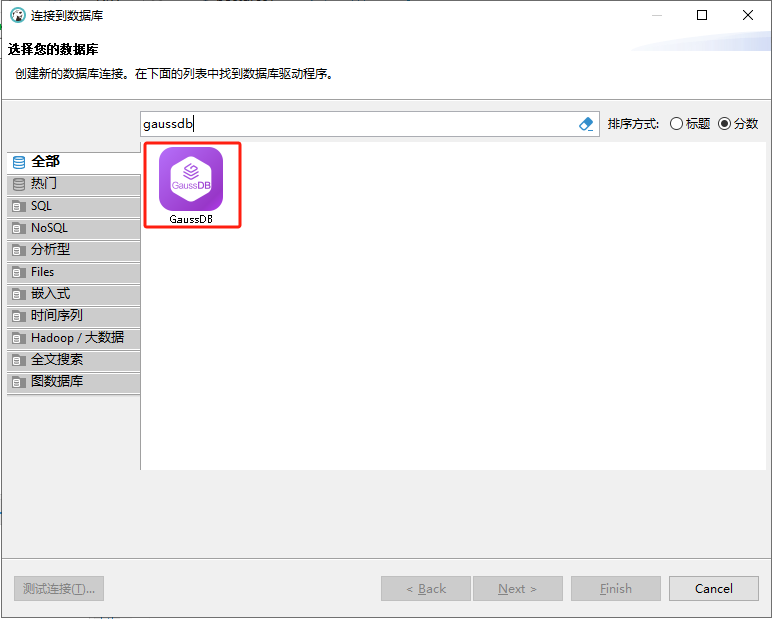 连接到数据库
选择您的数据库
创建新的数据库连接。在下面的列表中找到数据库驱动程序。
gaussdb
排序方式: 标题 分数
全部
热门
SQL
NoSQL
分析型
Files
嵌入式
时间序列
Hadoop / 大数据
全文搜索
图数据库
GaussDB
GaussDB
测试连接(T)...
< Back
Next >
Finish
Cancel